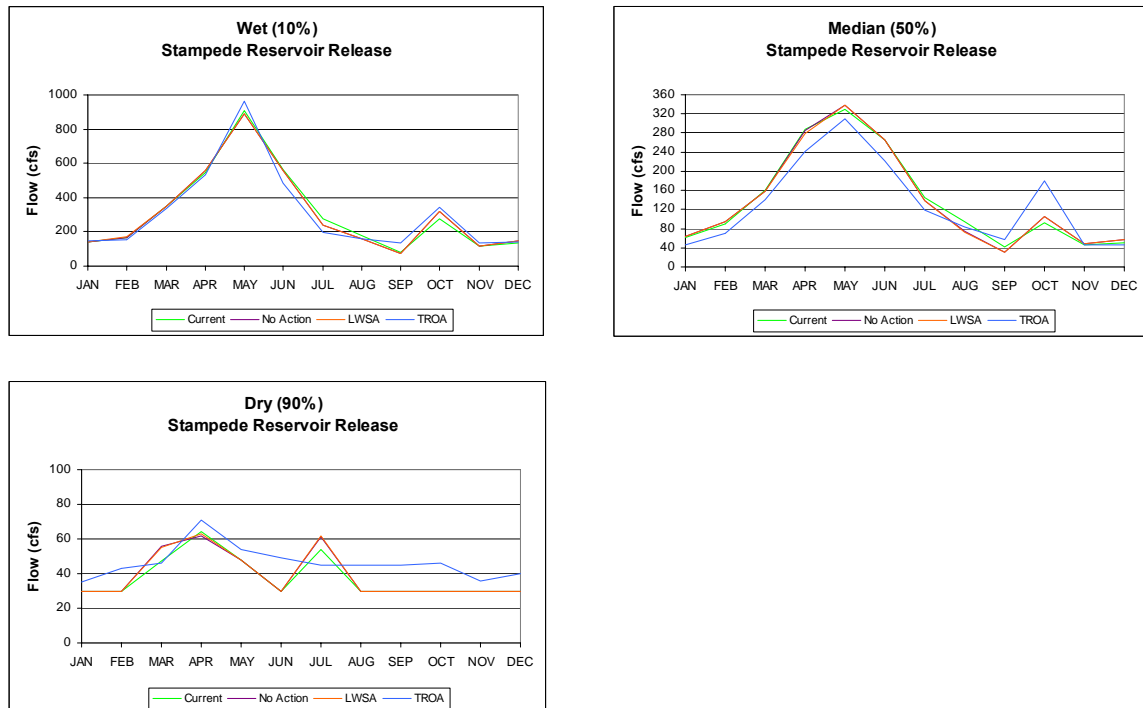 Wet (10%)
Stampede Reservoir Release
Flow (cfs)
1000
800
600
400
200
0
JAN FEB MAR APR MAY JUN JUL AUG SEP OCT NOV DEC
Current No Action LWSA TROA
Median (50%)
Stampede Reservoir Release
Flow (cfs)
360
320
280
240
200
160
120
80
40
0
JAN FEB MAR APR MAY JUN JUL AUG SEP OCT NOV DEC
Current No Action LWSA TROA
Dry (90%)
Stampede Reservoir Release
Flow (cfs)
100
80
60
40
20
0
JAN FEB MAR APR MAY JUN JUL AUG SEP OCT NOV DEC
Current No Action LWSA TROA